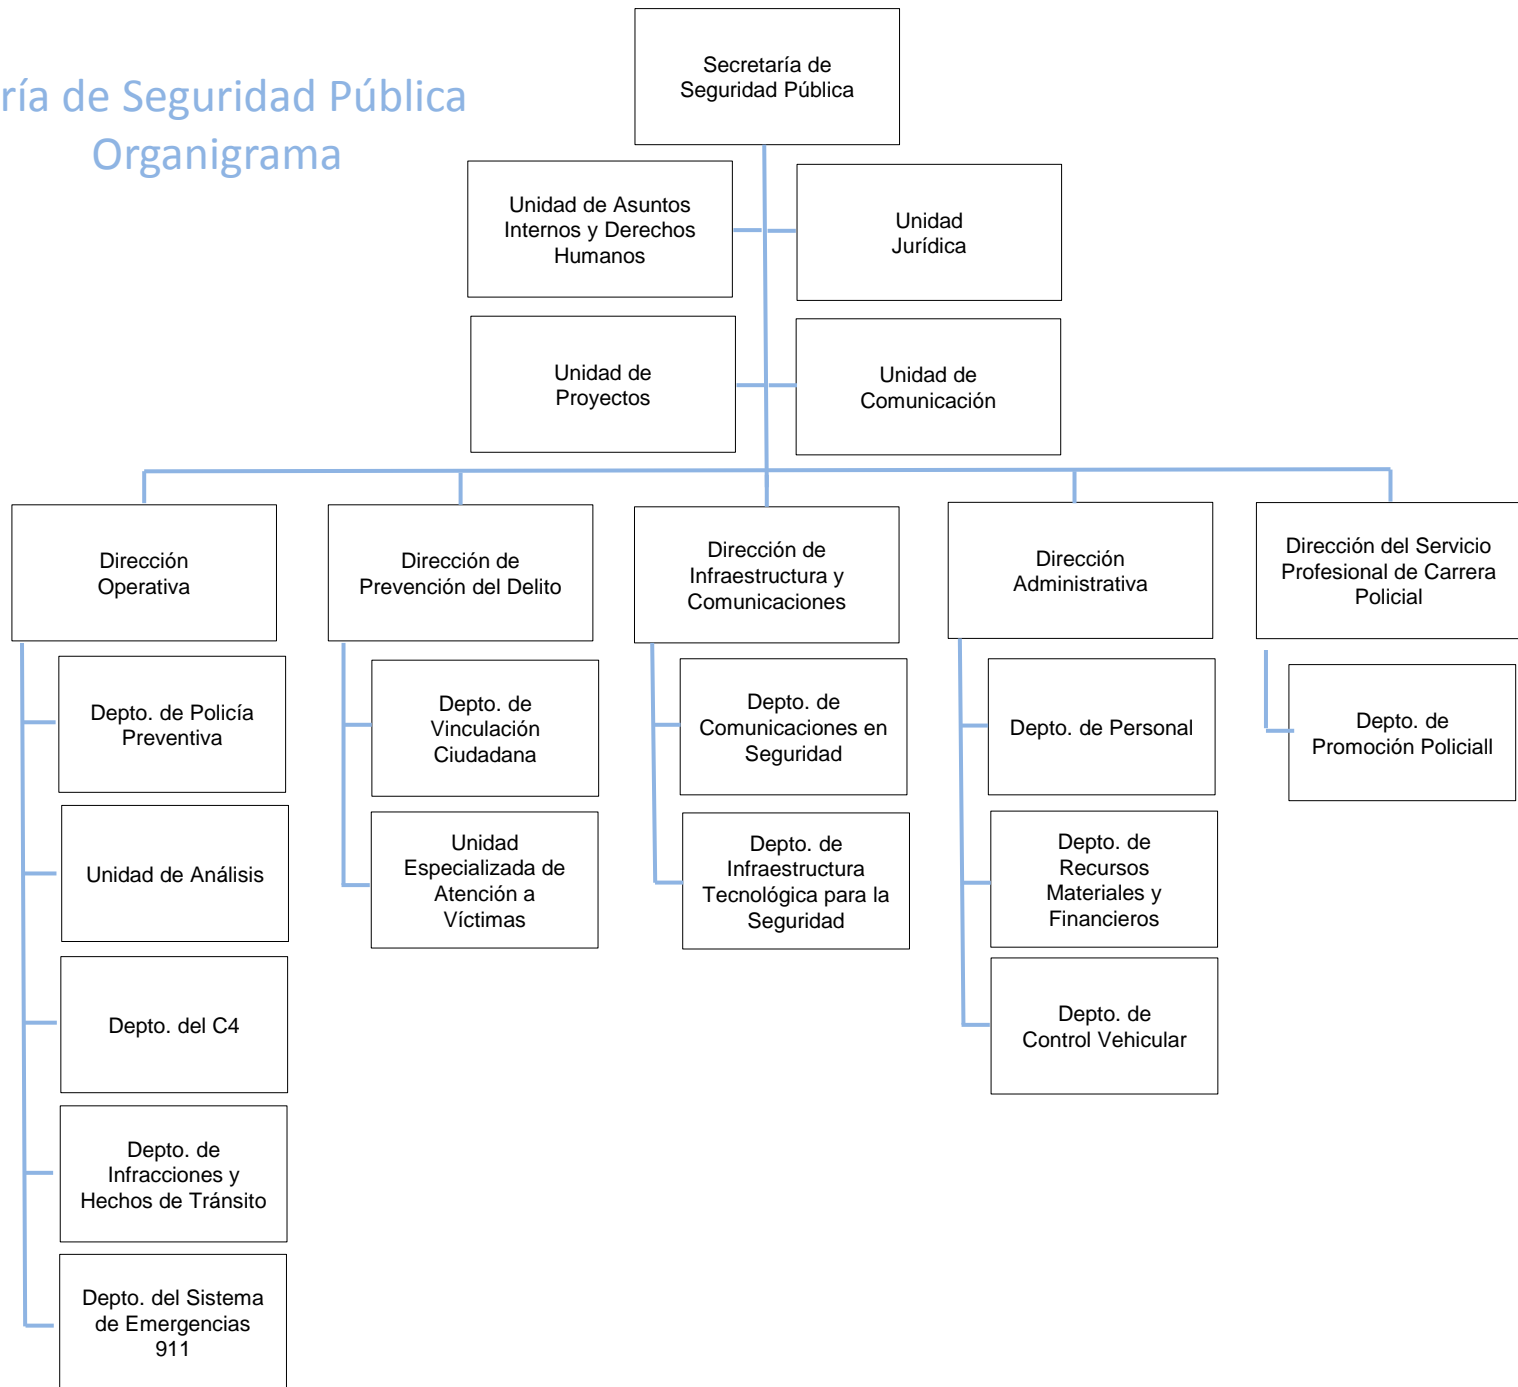 ría de Seguridad Pública
Organigrama
Secretaría de
Seguridad Pública
Unidad de Asuntos
Internos y Derechos
Humanos
Unidad
Jurídica
Unidad de
Proyectos
Unidad de
Comunicación
Dirección
Operativa
Dirección de
Prevención del Delito
Dirección de
Infraestructura y
Comunicaciones
Dirección
Administrativa
Dirección del Servicio
Profesional de Carrera
Policial
Depto. de Policía
Preventiva
Unidad de Análisis
Depto. del C4
Depto. de
Infracciones y
Hechos de Tránsito
Depto. del Sistema
de Emergencias
911
Depto. de
Vinculación
Ciudadana
Unidad
Especializada de
Atención a
Víctimas
Depto. de
Comunicaciones en
Seguridad
Depto. de
Infraestructura
Tecnológica para la
Seguridad
Depto. de Personal
Depto. de
Recursos
Materiales y
Financieros
Depto. de
Control Vehicular
Depto. de
Promoción Policiall